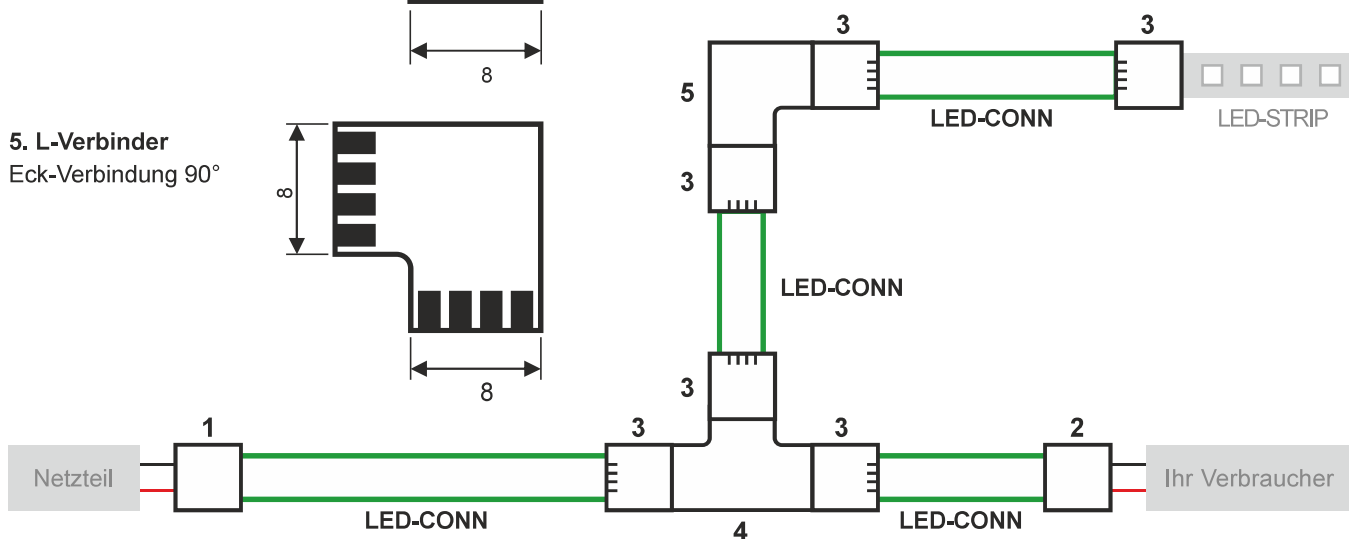 8
3 3
5
5. L-Verbinder
Eck-Verbindung 90°
LED-CONN
LED-STRIP
8
3
LED-CONN
8
3
1
3
3
2
Netzteil
Ihr Verbraucher
LED-CONN
4
LED-CONN